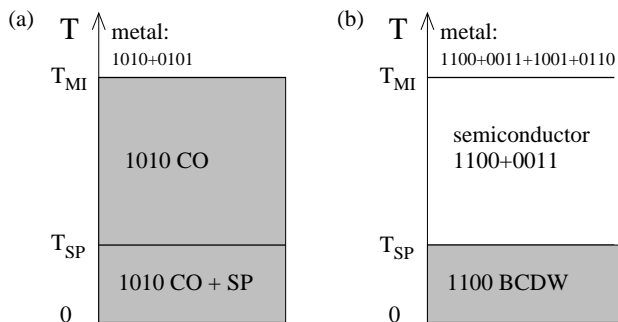 (a)
T
metal:
1010+0101
T_MI
1010 CO
T_SP
1010 CO + SP
0
(b)
T
metal:
1100+0011+1001+0110
T_MI
semiconductor
1100+0011
T_SP
1100 BCDW
0